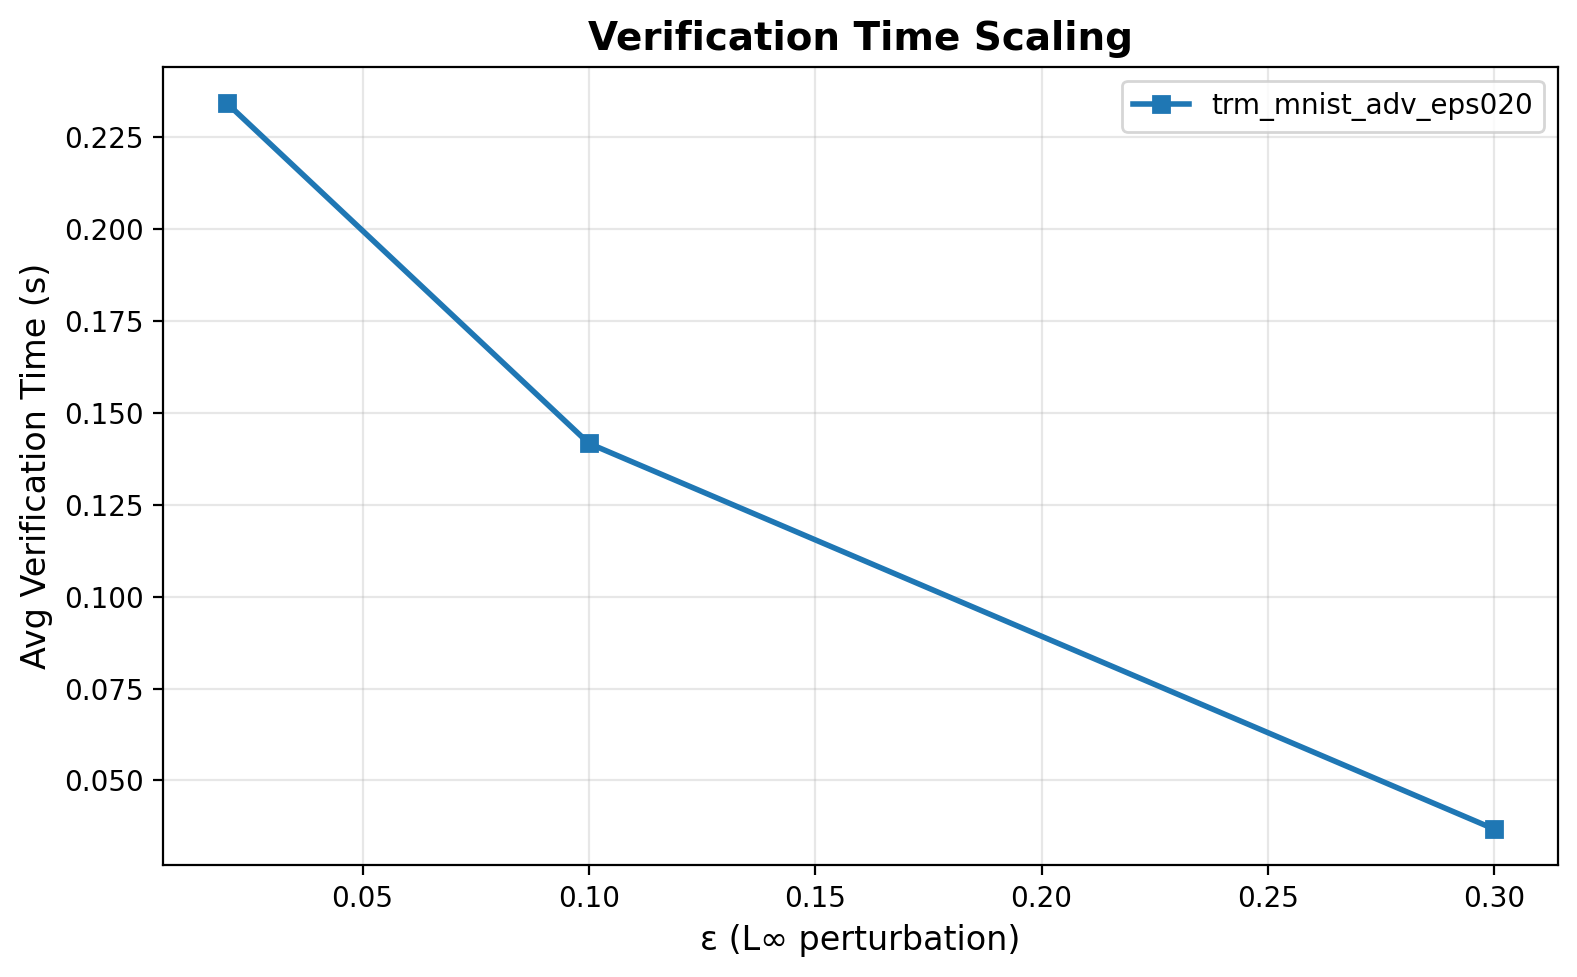 Verification Time Scaling
trm_mnist_adv_eps020
Avg Verification Time (s)
0.225
0.200
0.175
0.150
0.125
0.100
0.075
0.050
0.05 0.10 0.15 0.20 0.25 0.30
ε (L∞ perturbation)